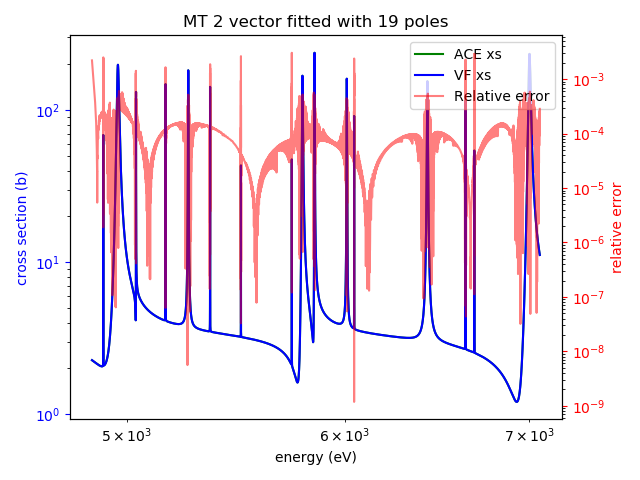 MT 2 vector fitted with 19 poles
ACE xs
VF xs
Relative error
cross section (b)
10²
10¹
10⁰
relative error
10⁻³
10⁻⁴
10⁻⁵
10⁻⁶
10⁻⁷
10⁻⁸
10⁻⁹
5 × 10³
6 × 10³
7 × 10³
energy (eV)